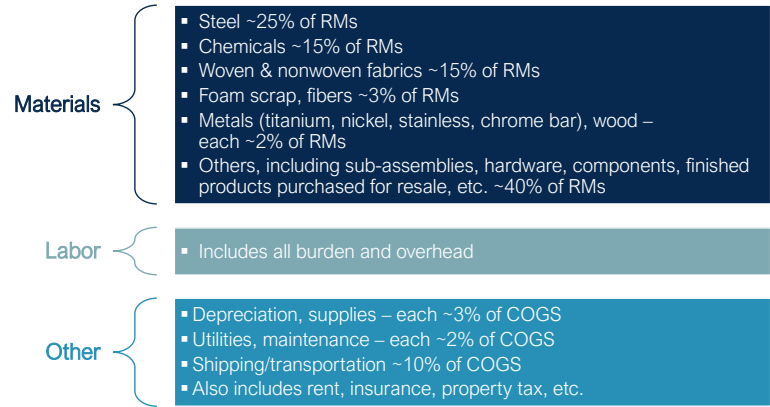 Materials
▪ Steel ~25% of RMs
▪ Chemicals ~15% of RMs
▪ Woven & nonwoven fabrics ~15% of RMs
▪ Foam scrap, fibers ~3% of RMs
▪ Metals (titanium, nickel, stainless, chrome bar), wood –
each ~2% of RMs
▪ Others, including sub-assemblies, hardware, components, finished
products purchased for resale, etc. ~40% of RMs
Labor
▪ Includes all burden and overhead
Other
▪ Depreciation, supplies – each ~3% of COGS
▪ Utilities, maintenance – each ~2% of COGS
▪ Shipping/transportation ~10% of COGS
▪ Also includes rent, insurance, property tax, etc.